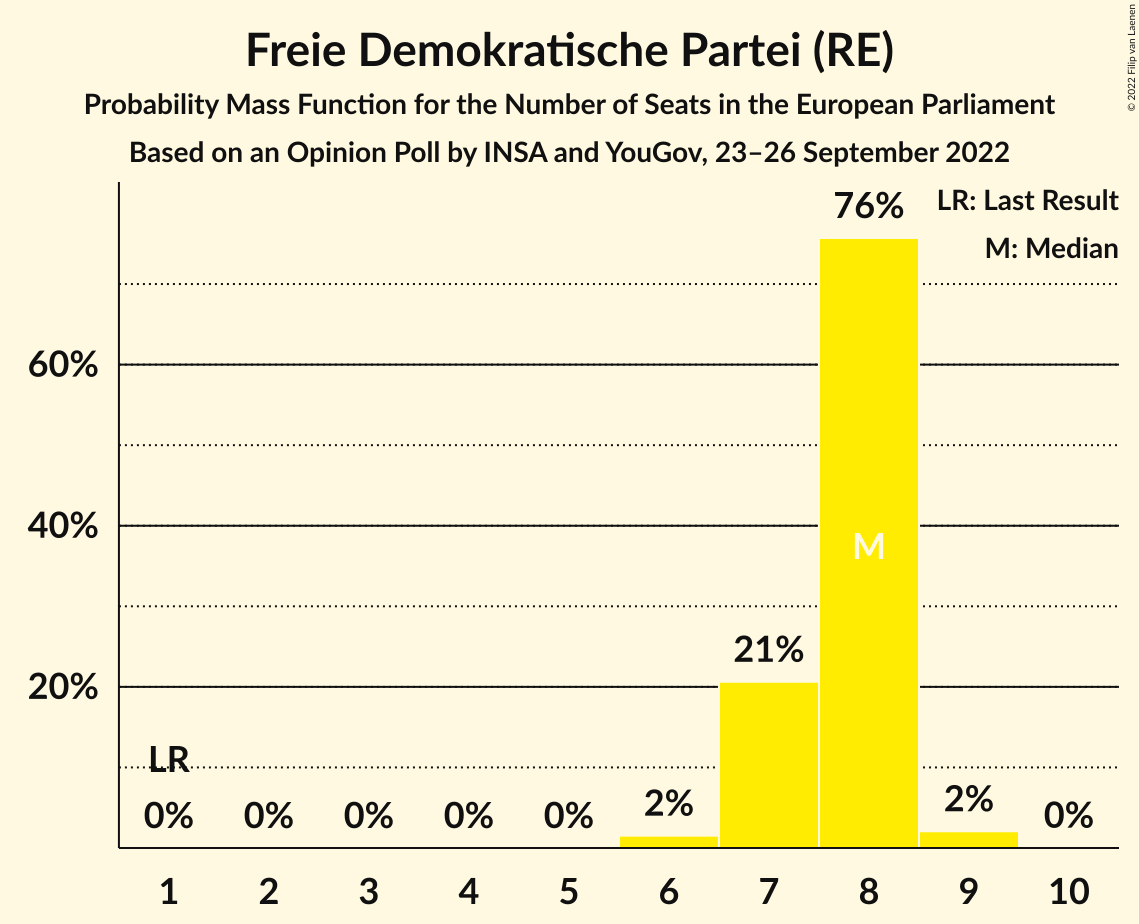 Freie Demokratische Partei (RE)
Probability Mass Function for the Number of Seats in the European Parliament
Based on an Opinion Poll by INSA and YouGov, 23–26 September 2022
© 2022 Filip van Laenen
LR: Last Result
M: Median
76%
60%
40%
M
21%
20%
LR
0% 0% 0% 0% 0% 2% 2% 0%
1 2 3 4 5 6 7 8 9 10